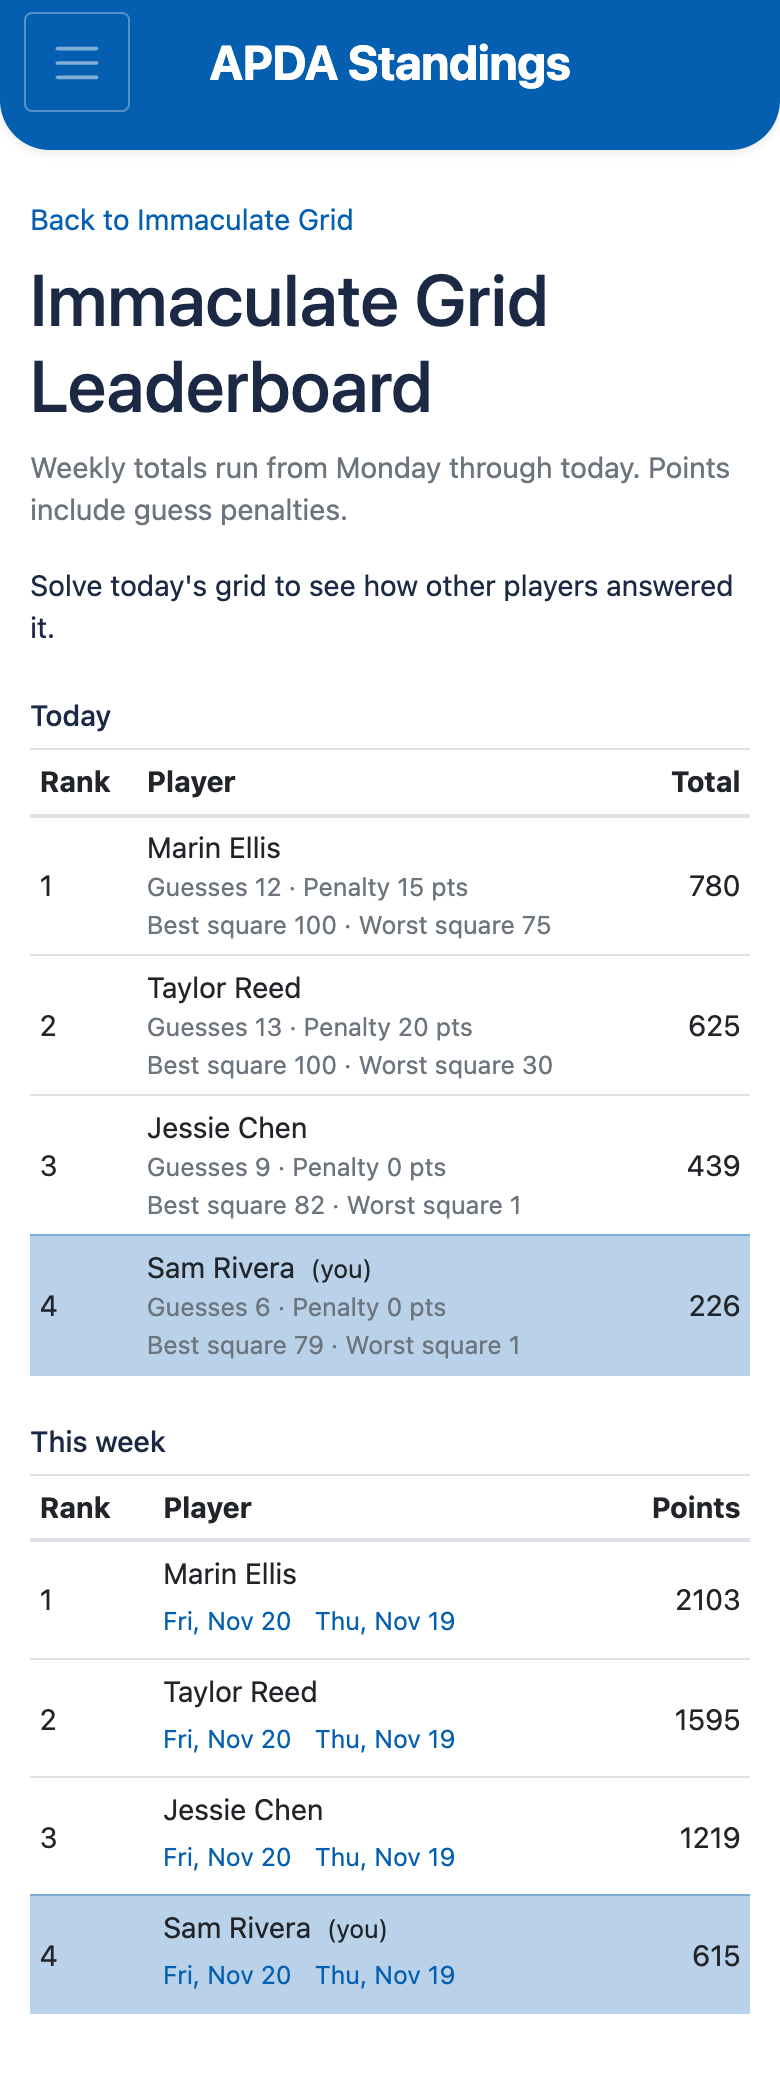 APDA Standings
Back to Immaculate Grid
Immaculate Grid
Leaderboard
Weekly totals run from Monday through today. Points
include guess penalties.
Solve today's grid to see how other players answered
it.
Today
Rank Player Total
Marin Ellis
1 Guesses 12 · Penalty 15 pts 780
Best square 100 · Worst square 75
Taylor Reed
2 Guesses 13 · Penalty 20 pts 625
Best square 100 · Worst square 30
Jessie Chen
3 Guesses 9 · Penalty 0 pts 439
Best square 82 · Worst square 1
Sam Rivera (you)
4 Guesses 6 · Penalty 0 pts 226
Best square 79 · Worst square 1
This week
Rank Player Points
Marin Ellis
1 2103
Fri, Nov 20 Thu, Nov 19
Taylor Reed
2 1595
Fri, Nov 20 Thu, Nov 19
Jessie Chen
3 1219
Fri, Nov 20 Thu, Nov 19
Sam Rivera (you)
4 615
Fri, Nov 20 Thu, Nov 19